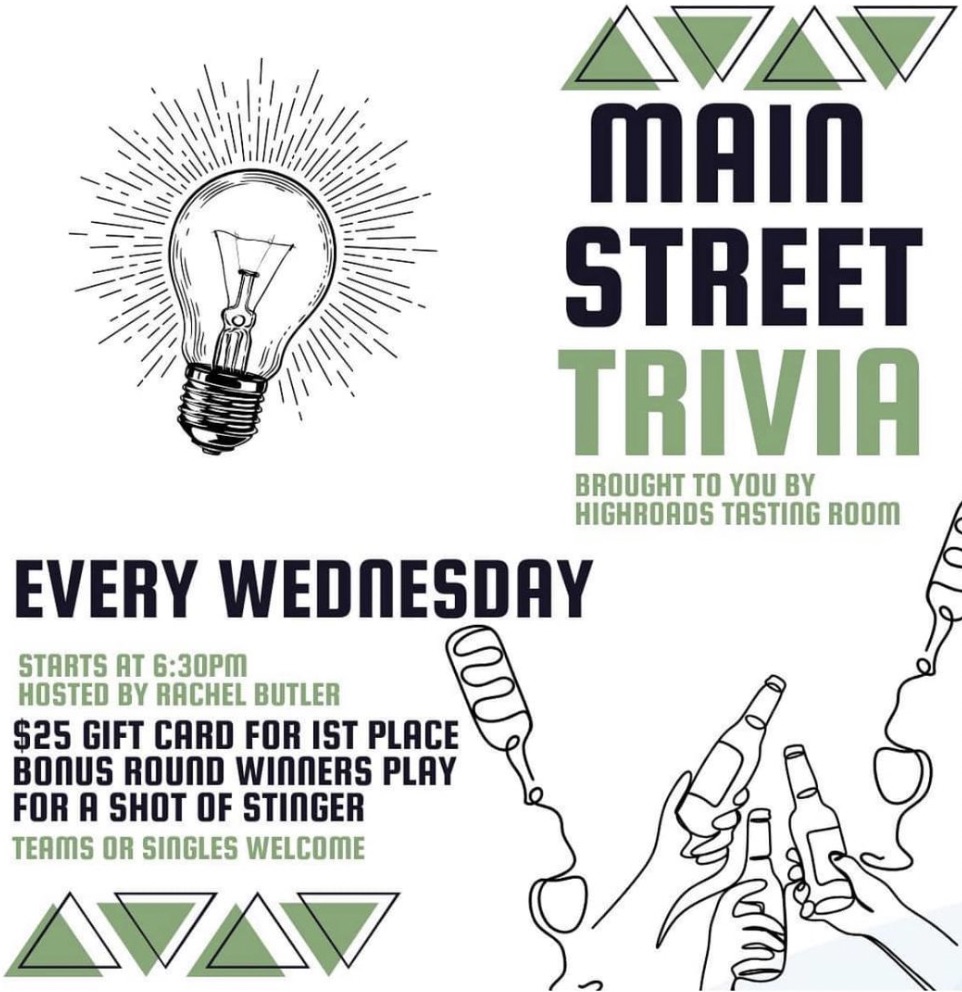 MAIN
STREET
TRIVIA
BROUGHT TO YOU BY
HIGHROADS TASTING ROOM
EVERY WEDNESDAY
STARTS AT 6:30PM
HOSTED BY RACHEL BUTLER
$25 GIFT CARD FOR 1ST PLACE
BONUS ROUND WINNERS PLAY
FOR A SHOT OF STINGER
TEAMS OR SINGLES WELCOME